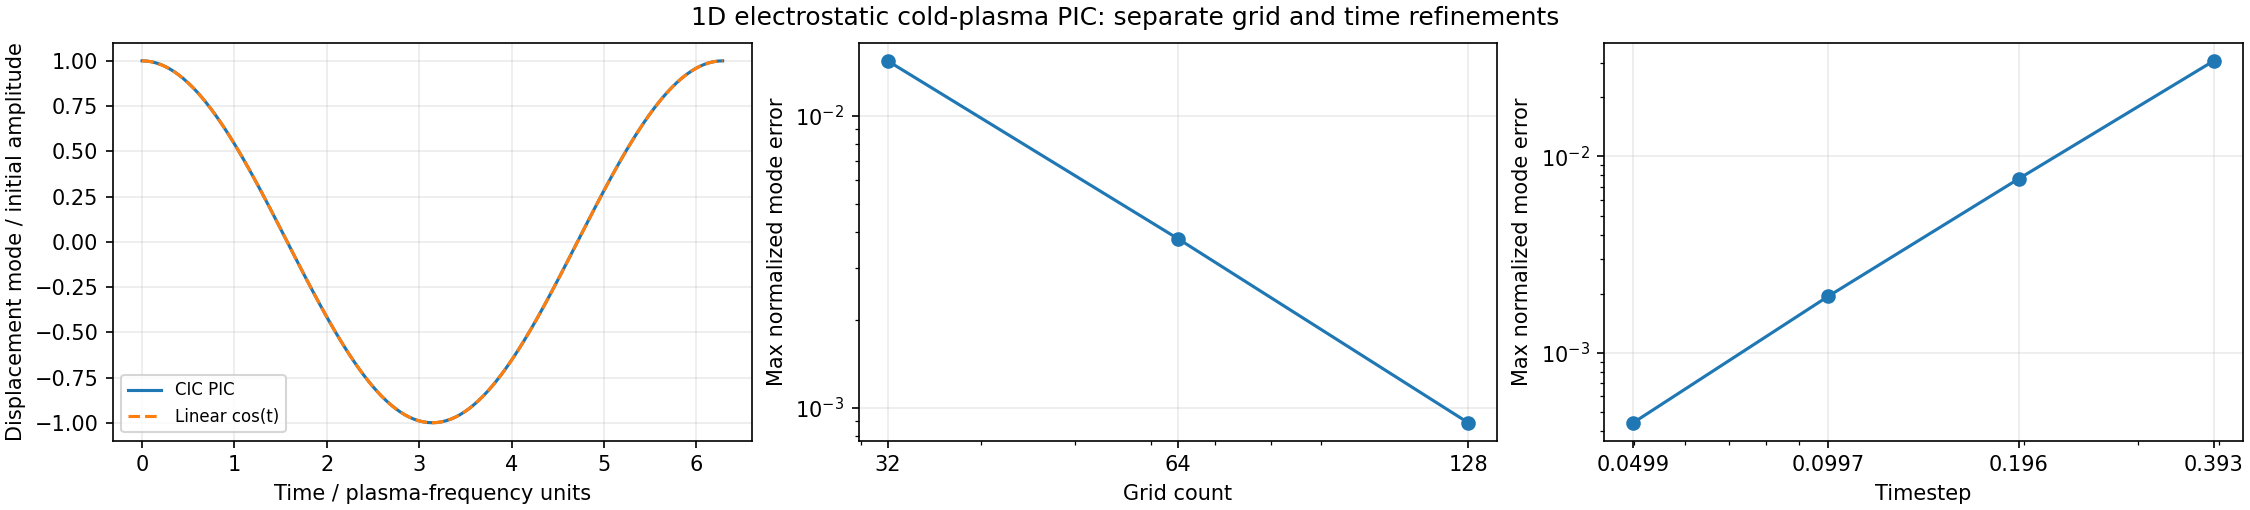 1D electrostatic cold-plasma PIC: separate grid and time refinements
Displacement mode / initial amplitude
1.00
0.75
0.50
0.25
0.00
−0.25
−0.50
−0.75
−1.00
CIC PIC
Linear cos(t)
0 1 2 3 4 5 6
Time / plasma-frequency units
Max normalized mode error
10⁻²
10⁻³
32 64 128
Grid count
Max normalized mode error
10⁻²
10⁻³
0.0499 0.0997 0.196 0.393
Timestep